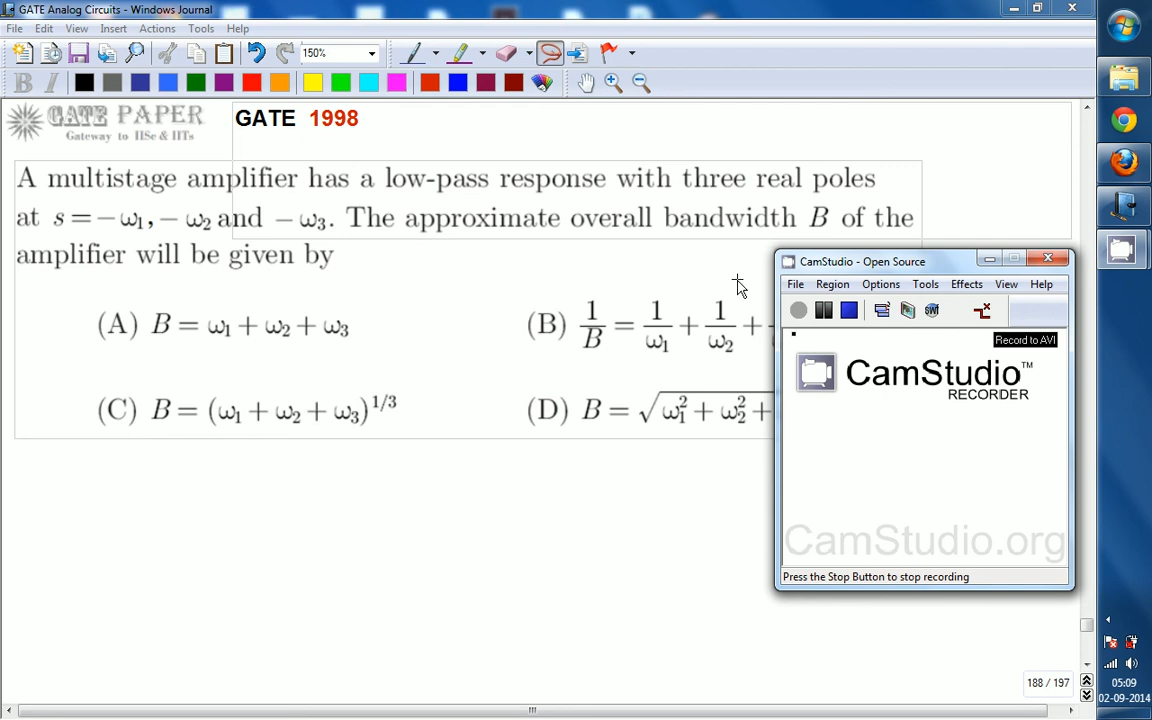 GATE Analog Circuits - Windows Journal
File Edit View Insert Actions Tools Help
150%
B I
GATE PAPER
Gateway to IISc & IITs
GATE 1998
A multistage amplifier has a low-pass response with three real poles
at s = −ω₁, − ω₂ and − ω₃. The approximate overall bandwidth B of the
amplifier will be given by
(A) B = ω₁ + ω₂ + ω₃
(B) 1/B = 1/ω₁ + 1/ω₂ +
(C) B = (ω₁ + ω₂ + ω₃)^1/3
(D) B = √ω₁² + ω₂² +
CamStudio - Open Source
File Region Options Tools Effects View Help
SWF
Record to AVI
CamStudio™
RECORDER
CamStudio.org
Press the Stop Button to stop recording
188 / 197
05:09
02-09-2014